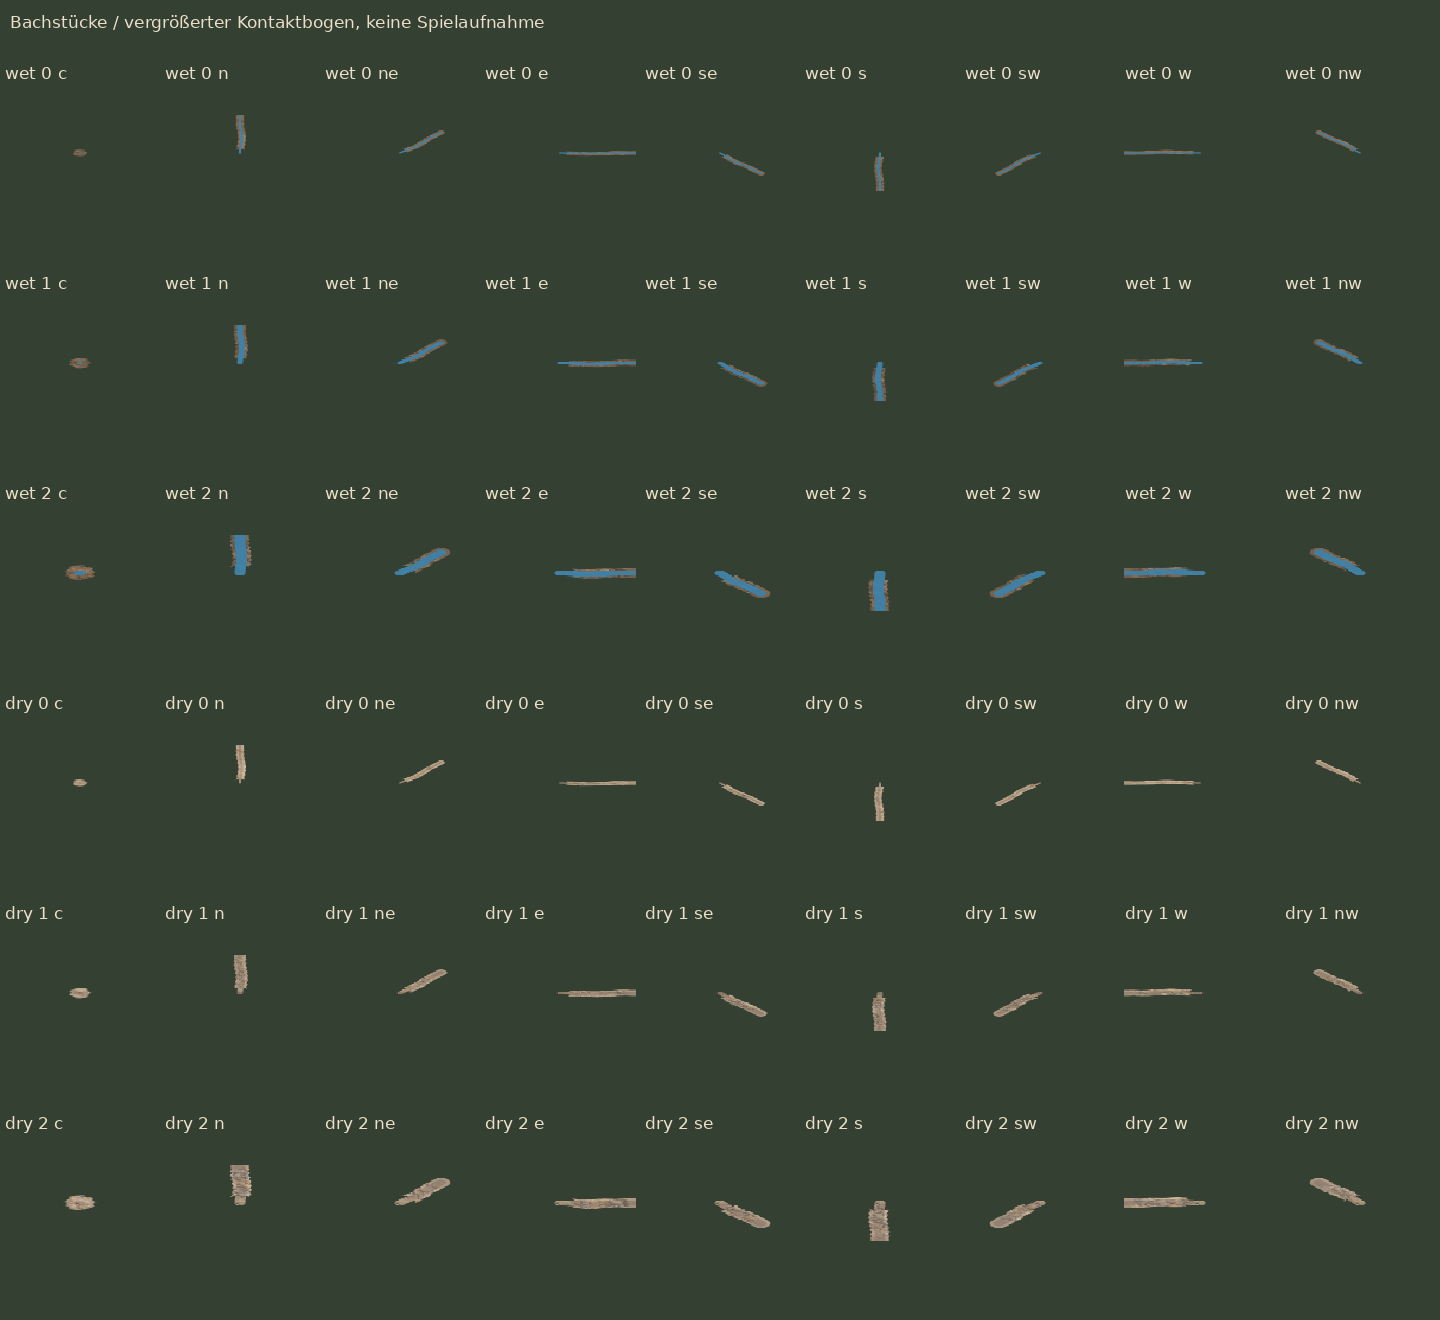 Bachstücke / vergrößerter Kontaktbogen, keine Spielaufnahme
wet 0 c wet 0 n wet 0 ne wet 0 e wet 0 se wet 0 s wet 0 sw wet 0 w wet 0 nw
wet 1 c wet 1 n wet 1 ne wet 1 e wet 1 se wet 1 s wet 1 sw wet 1 w wet 1 nw
wet 2 c wet 2 n wet 2 ne wet 2 e wet 2 se wet 2 s wet 2 sw wet 2 w wet 2 nw
dry 0 c dry 0 n dry 0 ne dry 0 e dry 0 se dry 0 s dry 0 sw dry 0 w dry 0 nw
dry 1 c dry 1 n dry 1 ne dry 1 e dry 1 se dry 1 s dry 1 sw dry 1 w dry 1 nw
dry 2 c dry 2 n dry 2 ne dry 2 e dry 2 se dry 2 s dry 2 sw dry 2 w dry 2 nw